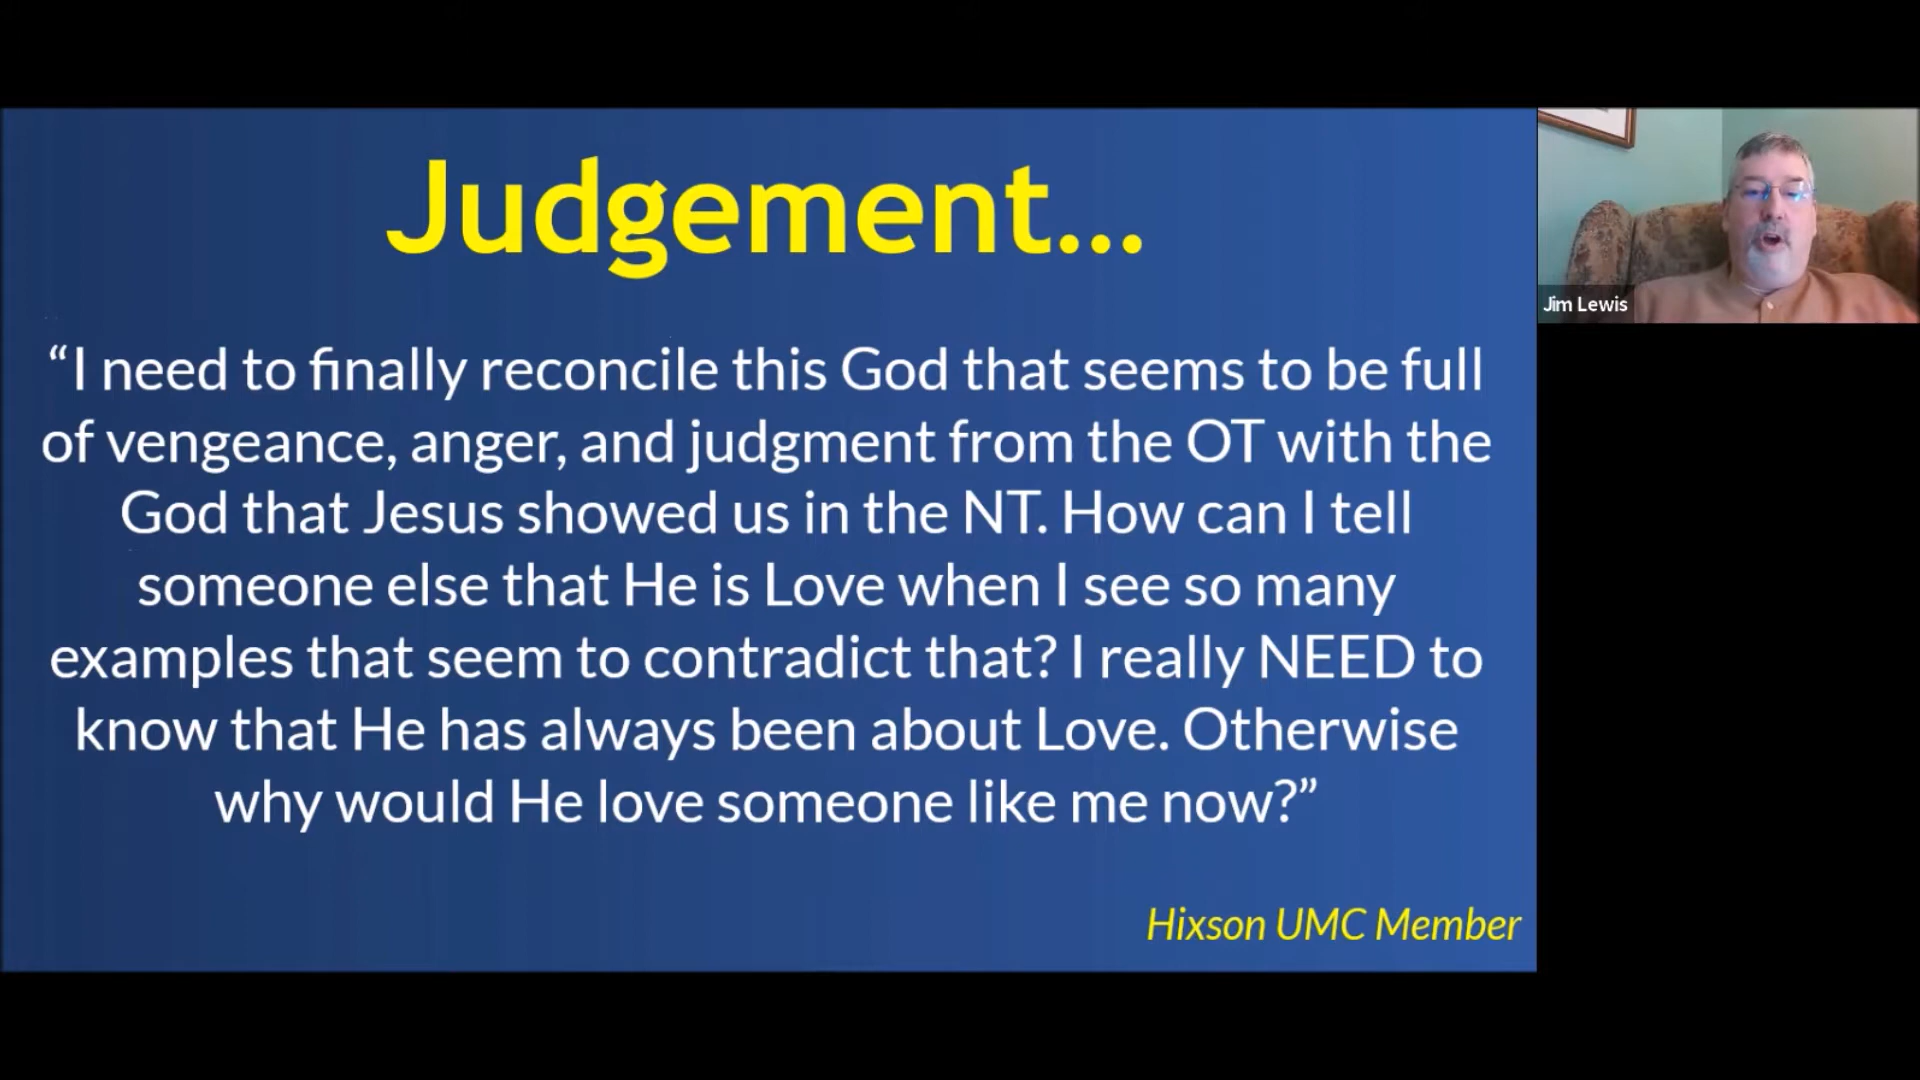 Judgement...
“I need to finally reconcile this God that seems to be full
of vengeance, anger, and judgment from the OT with the
God that Jesus showed us in the NT. How can I tell
someone else that He is Love when I see so many
examples that seem to contradict that? I really NEED to
know that He has always been about Love. Otherwise
why would He love someone like me now?”
Hixson UMC Member
Jim Lewis